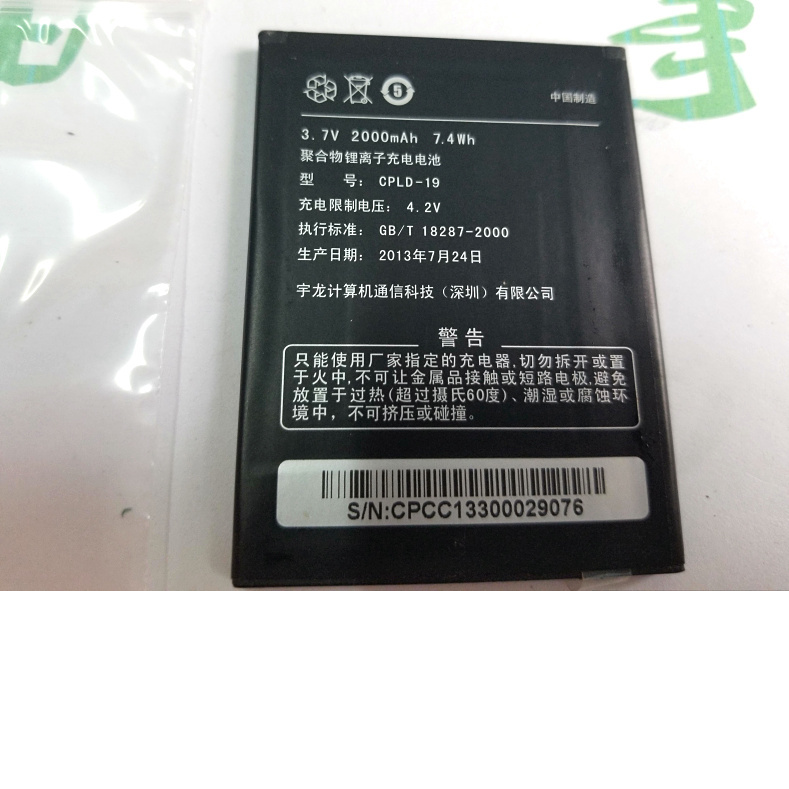 5
中国制造
3.7V 2000mAh 7.4Wh
聚合物锂离子充电电池
型 号: CPLD-19
充电限制电压: 4.2V
执行标准: GB/T 18287-2000
生产日期: 2013年7月24日
宇龙计算机通信科技（深圳）有限公司
警告
只能使用厂家指定的充电器,切勿拆开或置
于火中,不可让金属品接触或短路电极,避免
放置于过热(超过摄氏60度)、潮湿或腐蚀环
境中，不可挤压或碰撞。
S/N:CPCC13300029076